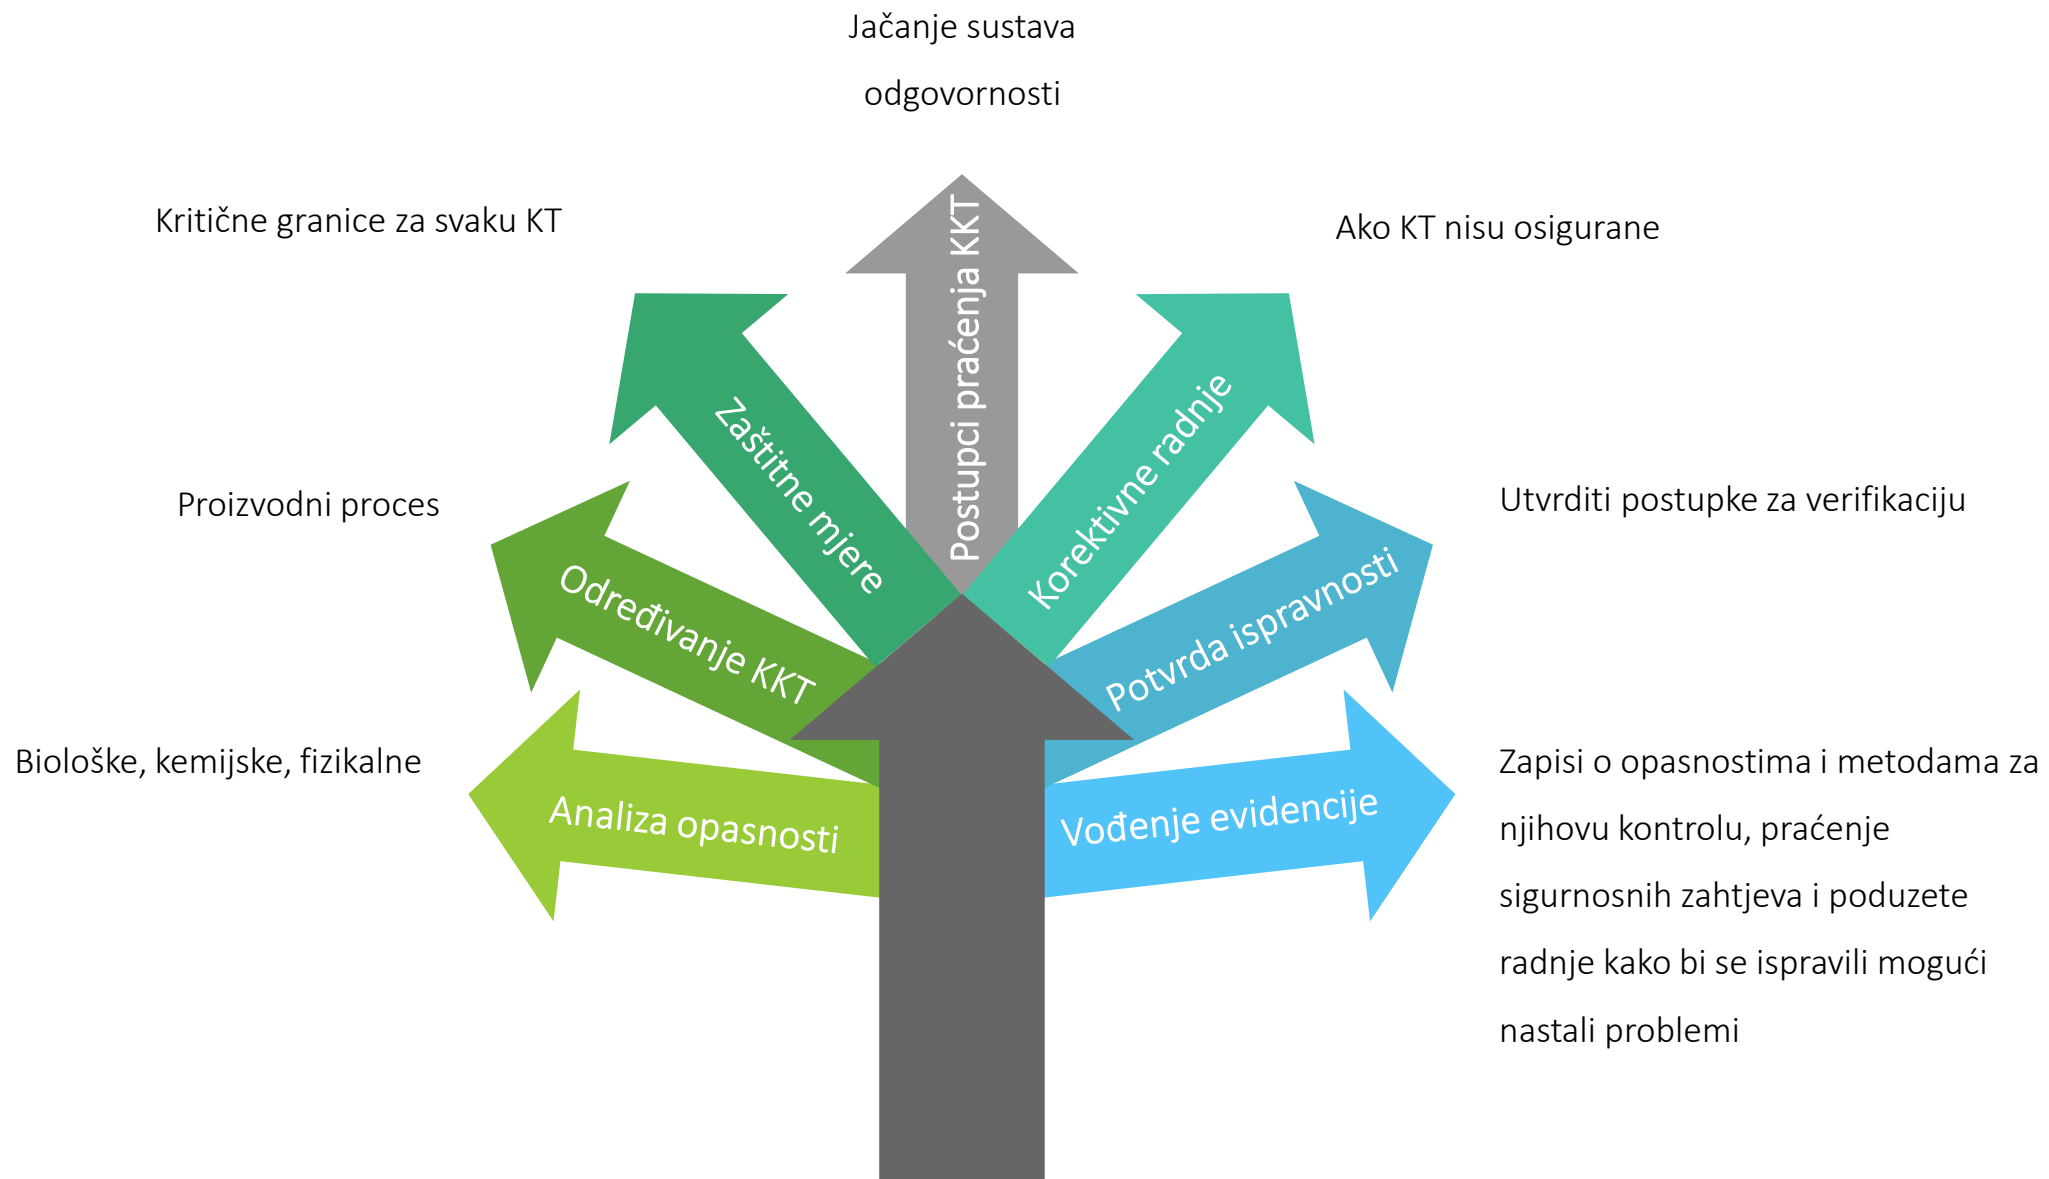 Jačanje sustava
odgovornosti
Kritične granice za svaku KT
Ako KT nisu osigurane
Postupci praćenja KKT
Zaštitne mjere
Korektivne radnje
Proizvodni proces
Utvrditi postupke za verifikaciju
Određivanje KKT
Potvrda ispravnosti
Biološke, kemijske, fizikalne
Analiza opasnosti
Vođenje evidencije
Zapisi o opasnostima i metodama za
njihovu kontrolu, praćenje
sigurnosnih zahtjeva i poduzete
radnje kako bi se ispravili mogući
nastali problemi